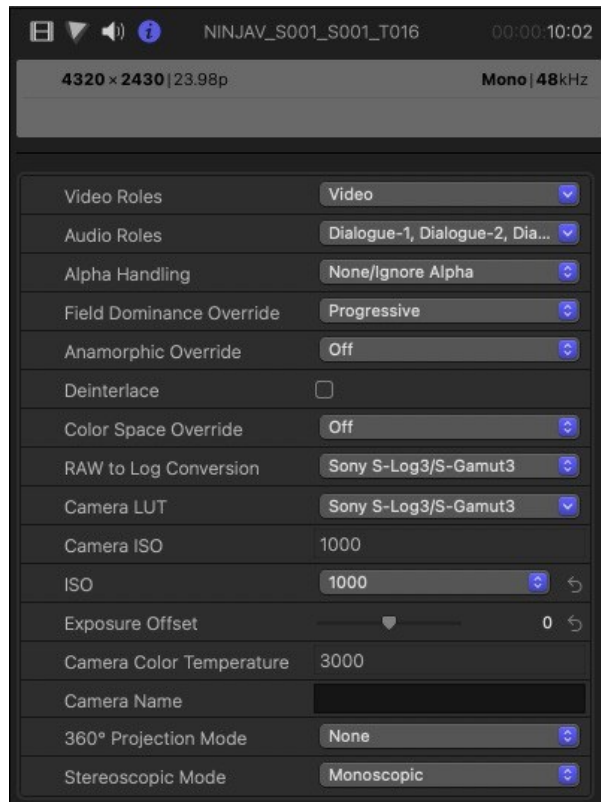 NINJAV_S001_S001_T016 00:00:10:02
4320 × 2430 | 23.98p Mono | 48kHz
Video Roles Video
Audio Roles Dialogue-1, Dialogue-2, Dia...
Alpha Handling None/Ignore Alpha
Field Dominance Override Progressive
Anamorphic Override Off
Deinterlace
Color Space Override Off
RAW to Log Conversion Sony S-Log3/S-Gamut3
Camera LUT Sony S-Log3/S-Gamut3
Camera ISO 1000
ISO 1000
Exposure Offset 0
Camera Color Temperature 3000
Camera Name
360° Projection Mode None
Stereoscopic Mode Monoscopic